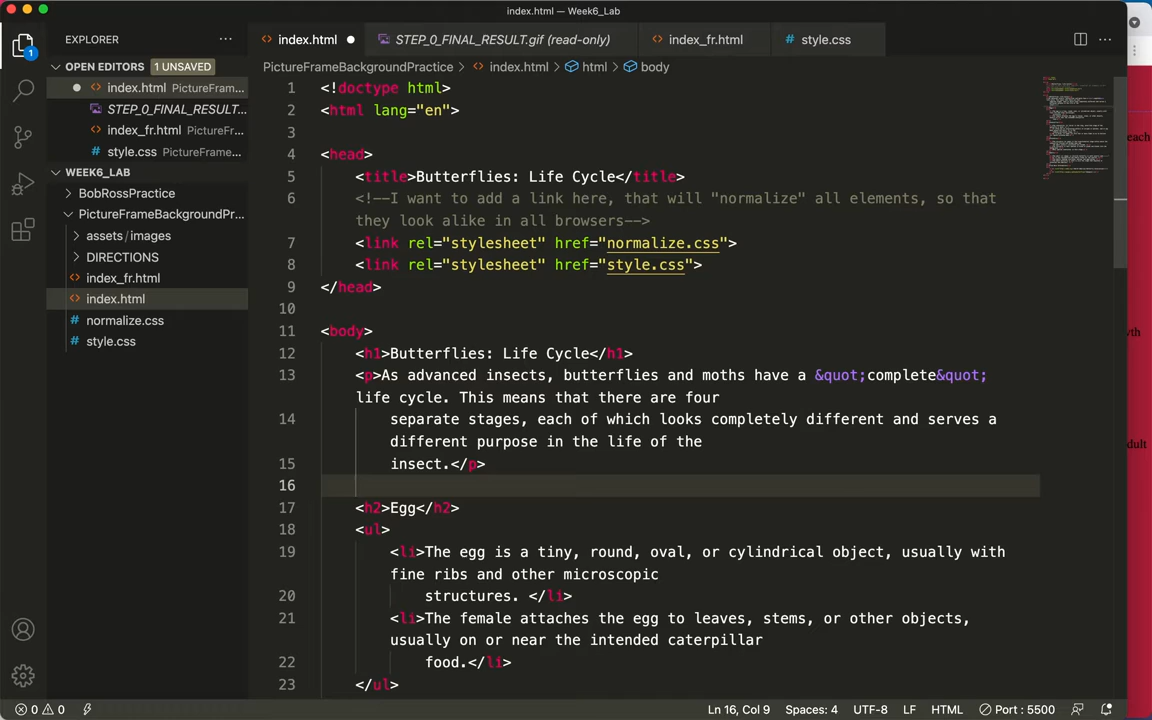 index.html — Week6_Lab
EXPLORER
index.html
STEP_0_FINAL_RESULT.gif (read-only)
index_fr.html
style.css
OPEN EDITORS 1 UNSAVED
index.html PictureFram...
STEP_0_FINAL_RESULT...
index_fr.html PictureFr...
style.css PictureFrame...
WEEK6_LAB
BobRossPractice
PictureFrameBackgroundPr...
assets/images
DIRECTIONS
index_fr.html
index.html
normalize.css
style.css
PictureFrameBackgroundPractice > index.html > html > body
1 <!doctype html>
2 <html lang="en">
3
4 <head>
5 <title>Butterflies: Life Cycle</title>
6 <!--I want to add a link here, that will "normalize" all elements, so that
they look alike in all browsers-->
7 <link rel="stylesheet" href="normalize.css">
8 <link rel="stylesheet" href="style.css">
9 </head>
10
11 <body>
12 <h1>Butterflies: Life Cycle</h1>
13 <p>As advanced insects, butterflies and moths have a &quot;complete&quot;
life cycle. This means that there are four
14 separate stages, each of which looks completely different and serves a
different purpose in the life of the
15 insect.</p>
16
17 <h2>Egg</h2>
18 <ul>
19 <li>The egg is a tiny, round, oval, or cylindrical object, usually with
fine ribs and other microscopic
20 structures. </li>
21 <li>The female attaches the egg to leaves, stems, or other objects,
usually on or near the intended caterpillar
22 food.</li>
23 </ul>
each
dult
1
0 0
Ln 16, Col 9 Spaces: 4 UTF-8 LF HTML Port : 5500